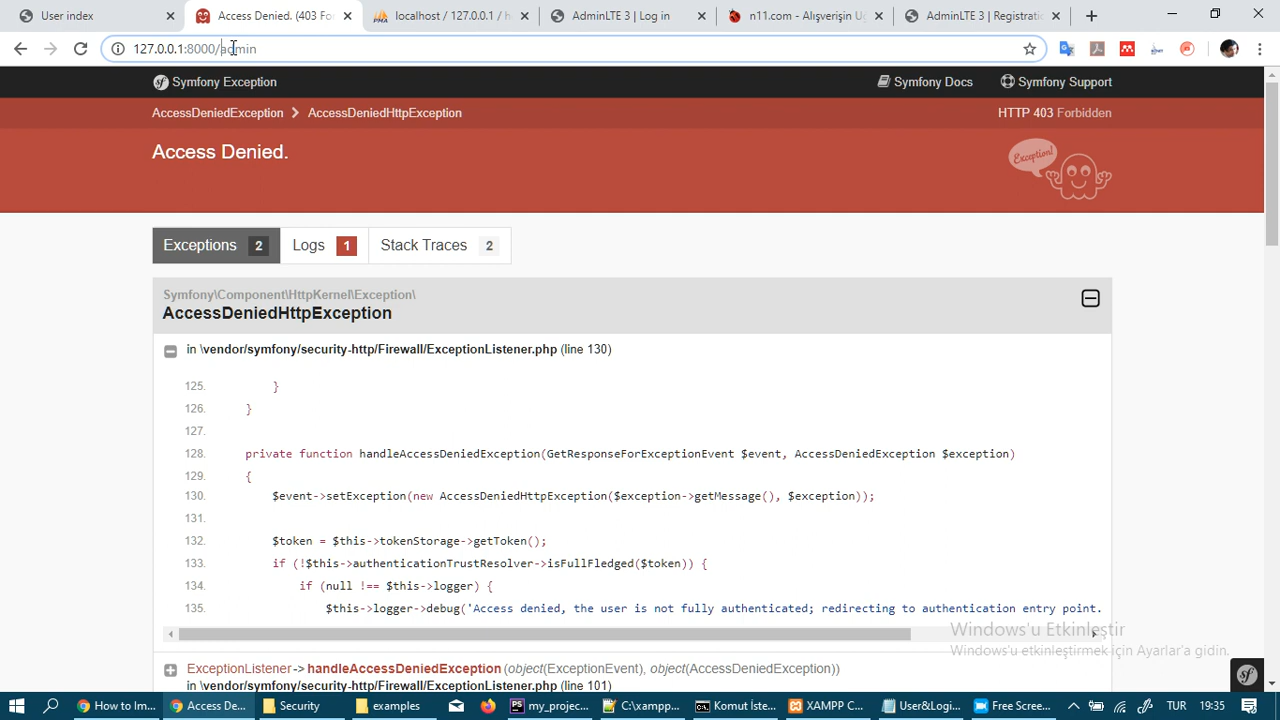 User index
Access Denied. (403 Fo
localhost / 127.0.0.1 / h
AdminLTE 3 | Log in
n11.com - Alışverişin U
AdminLTE 3 | Registratio
127.0.0.1:8000/admin
Symfony Exception
Symfony Docs
Symfony Support
AccessDeniedException
AccessDeniedHttpException
HTTP 403 Forbidden
Access Denied.
Exception!
Exceptions 2
Logs 1
Stack Traces 2
Symfony\Component\HttpKernel\Exception\
AccessDeniedHttpException
in \vendor/symfony/security-http/Firewall/ExceptionListener.php (line 130)
125. }
126. }
127.
128. private function handleAccessDeniedException(GetResponseForExceptionEvent $event, AccessDeniedException $exception)
129. {
130. $event->setException(new AccessDeniedHttpException($exception->getMessage(), $exception));
131.
132. $token = $this->tokenStorage->getToken();
133. if (!$this->authenticationTrustResolver->isFullFledged($token)) {
134. if (null !== $this->logger) {
135. $this->logger->debug('Access denied, the user is not fully authenticated; redirecting to authentication entry point.
Windows'u Etkinleştir
Windows'u etkinleştirmek için Ayarlar'a gidin.
ExceptionListener->handleAccessDeniedException(object(ExceptionEvent), object(AccessDeniedException))
in \vendor/symfony/security-http/Firewall/ExceptionListener.php (line 101)
How to Im...
Access De...
Security
examples
my_projec...
C:\xampp...
Komut İste...
XAMPP C...
User&Logi...
Free Scree...
TUR
19:35